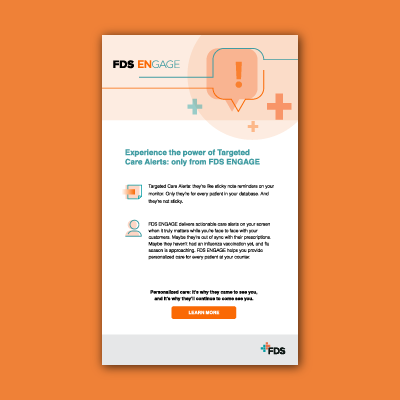 FDS ENGAGE
!
Experience the power of Targeted
Care Alerts: only from FDS ENGAGE
Targeted Care Alerts: they're like sticky note reminders on your
monitor. Only they're for every patient in your database. And
they're not sticky.
FDS ENGAGE delivers actionable care alerts on your screen
when it truly matters while you're face to face with your
customers. Maybe they're out of sync with their prescriptions.
Maybe they haven't had an influenza vaccination yet, and flu
season is approaching. FDS ENGAGE helps you provide
personalized care for every patient at your counter.
Personalized care: it's why they came to see you,
and it's why they'll continue to come see you.
LEARN MORE
FDS